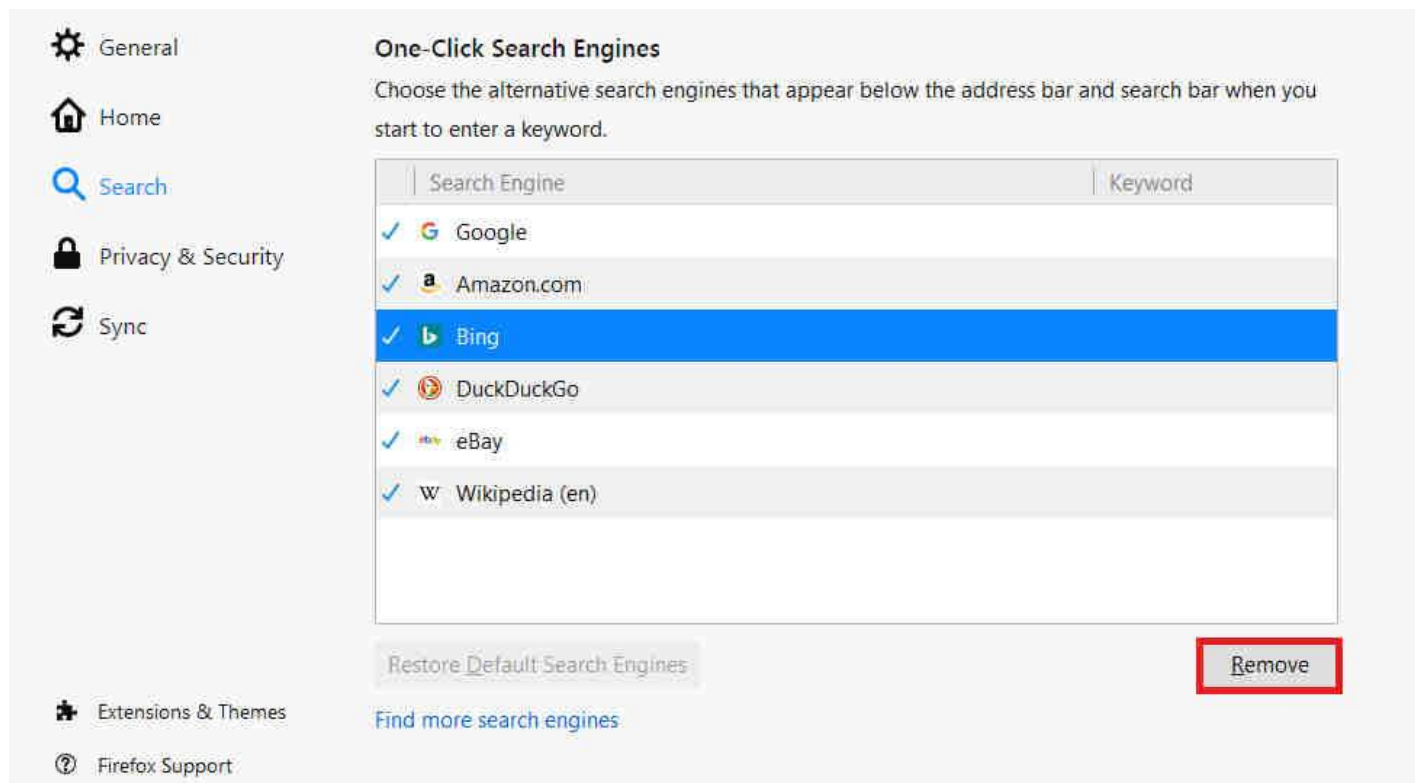 General
Home
Search
Privacy & Security
Sync
Extensions & Themes
Firefox Support
One-Click Search Engines
Choose the alternative search engines that appear below the address bar and search bar when you
start to enter a keyword.
Search Engine Keyword
Google
Amazon.com
Bing
DuckDuckGo
eBay
Wikipedia (en)
Restore Default Search Engines Remove
Find more search engines